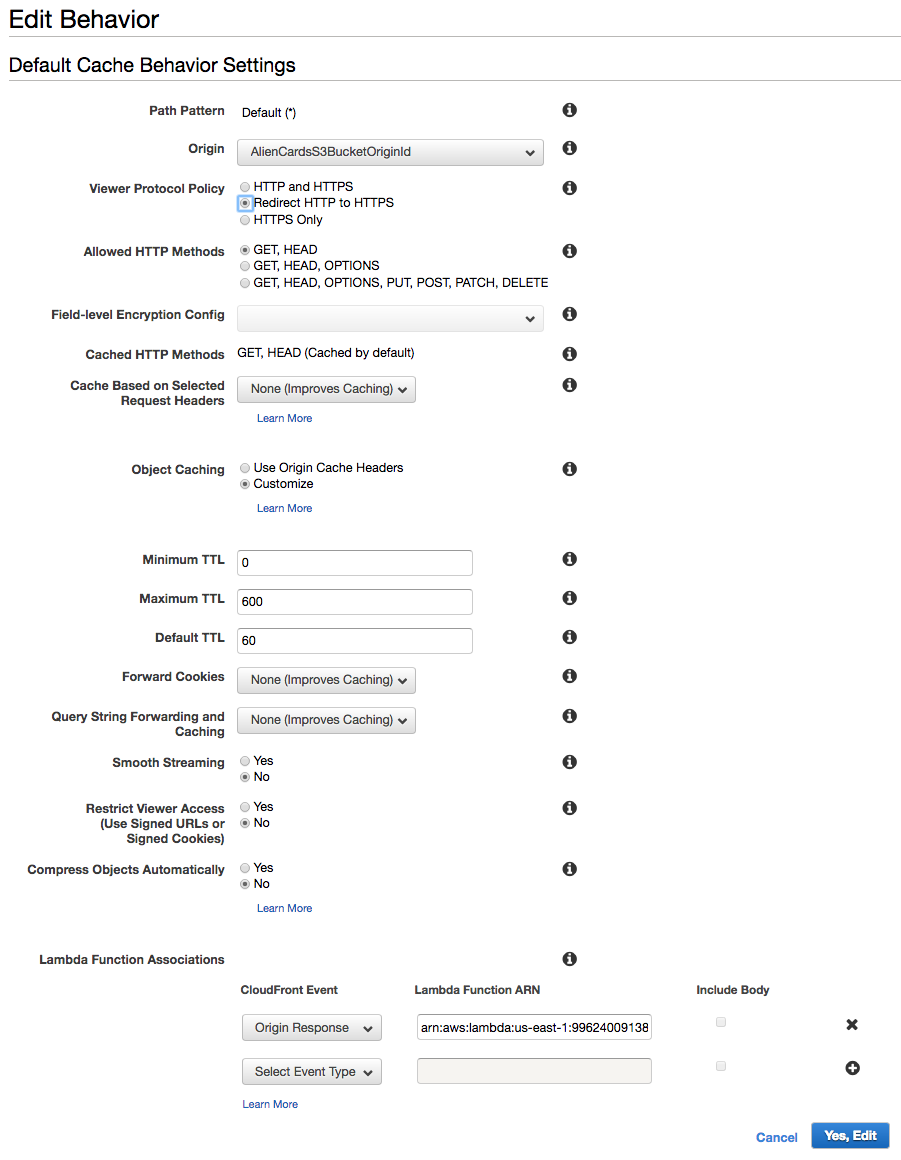 Edit Behavior
Default Cache Behavior Settings
Path Pattern
Default (*)
Origin
AlienCardsS3BucketOriginId
Viewer Protocol Policy
HTTP and HTTPS
Redirect HTTP to HTTPS
HTTPS Only
Allowed HTTP Methods
GET, HEAD
GET, HEAD, OPTIONS
GET, HEAD, OPTIONS, PUT, POST, PATCH, DELETE
Field-level Encryption Config
Cached HTTP Methods
GET, HEAD (Cached by default)
Cache Based on Selected
Request Headers
None (Improves Caching)
Learn More
Object Caching
Use Origin Cache Headers
Customize
Learn More
Minimum TTL
0
Maximum TTL
600
Default TTL
60
Forward Cookies
None (Improves Caching)
Query String Forwarding and
Caching
None (Improves Caching)
Smooth Streaming
Yes
No
Restrict Viewer Access
(Use Signed URLs or
Signed Cookies)
Yes
No
Compress Objects Automatically
Yes
No
Learn More
Lambda Function Associations
CloudFront Event
Lambda Function ARN
Include Body
Origin Response
arn:aws:lambda:us-east-1:99624009138
Select Event Type
Learn More
Cancel
Yes, Edit